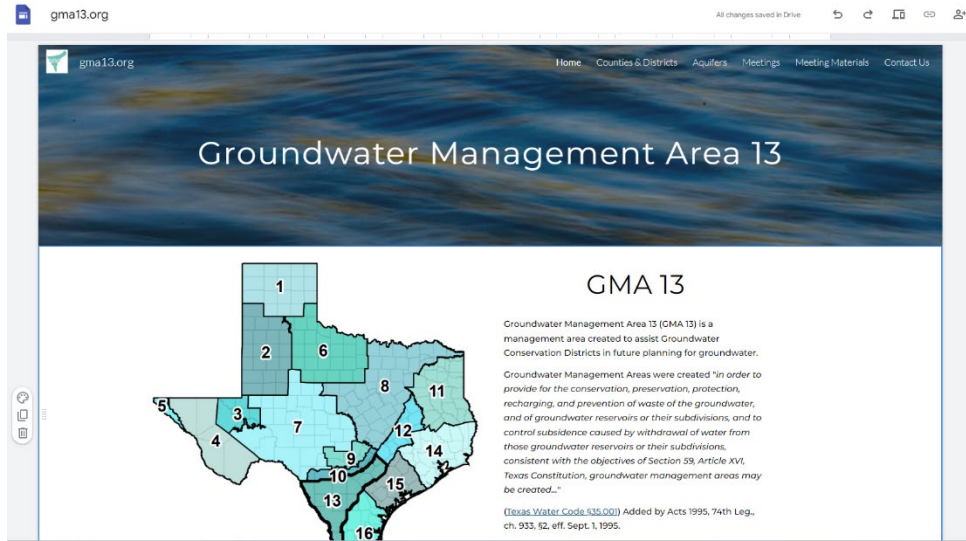 gma13.org
All changes saved in Drive
gma13.org
Home Counties & Districts Aquifers Meetings Meeting Materials Contact Us
Groundwater Management Area 13
1
2
6
8
11
5
3
7
4
12
9
14
10
15
13
16
GMA 13
Groundwater Management Area 13 (GMA 13) is a
management area created to assist Groundwater
Conservation Districts in future planning for groundwater.
Groundwater Management Areas were created "in order to
provide for the conservation, preservation, protection,
recharging, and prevention of waste of the groundwater,
and of groundwater reservoirs or their subdivisions, and to
control subsidence caused by withdrawal of water from
those groundwater reservoirs or their subdivisions,
consistent with the objectives of Section 59, Article XVI,
Texas Constitution, groundwater management areas may
be created..."
(Texas Water Code §35.001) Added by Acts 1995, 74th Leg.,
ch. 933, §2, eff. Sept. 1, 1995.